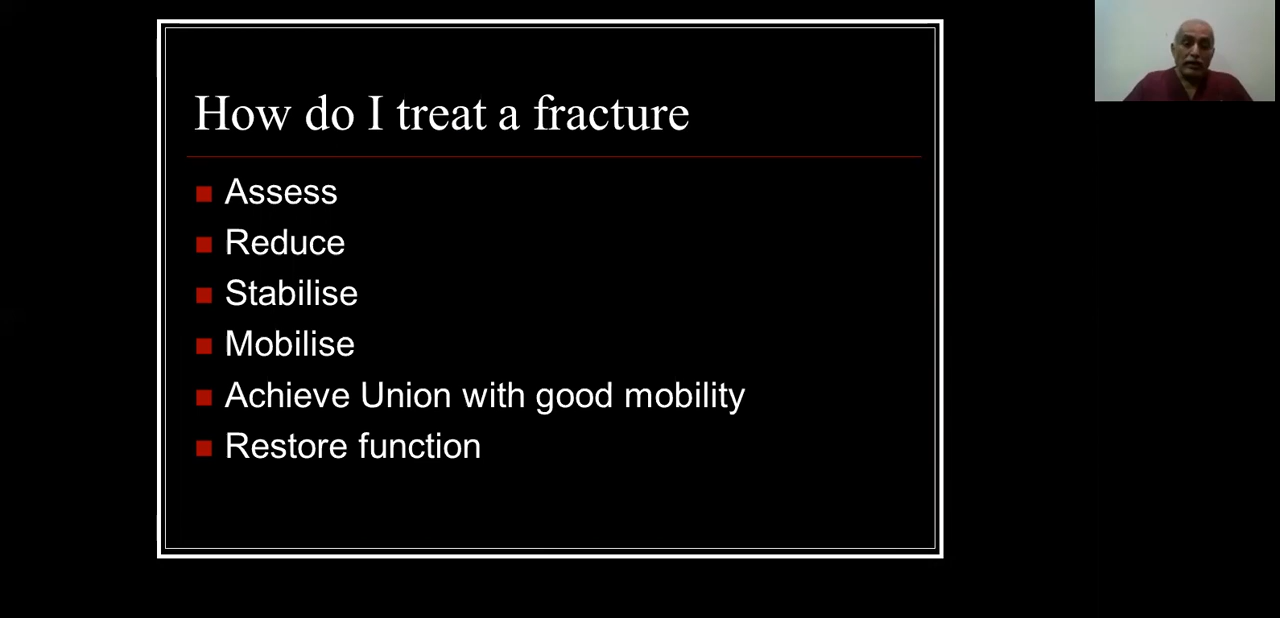 How do I treat a fracture
Assess
Reduce
Stabilise
Mobilise
Achieve Union with good mobility
Restore function